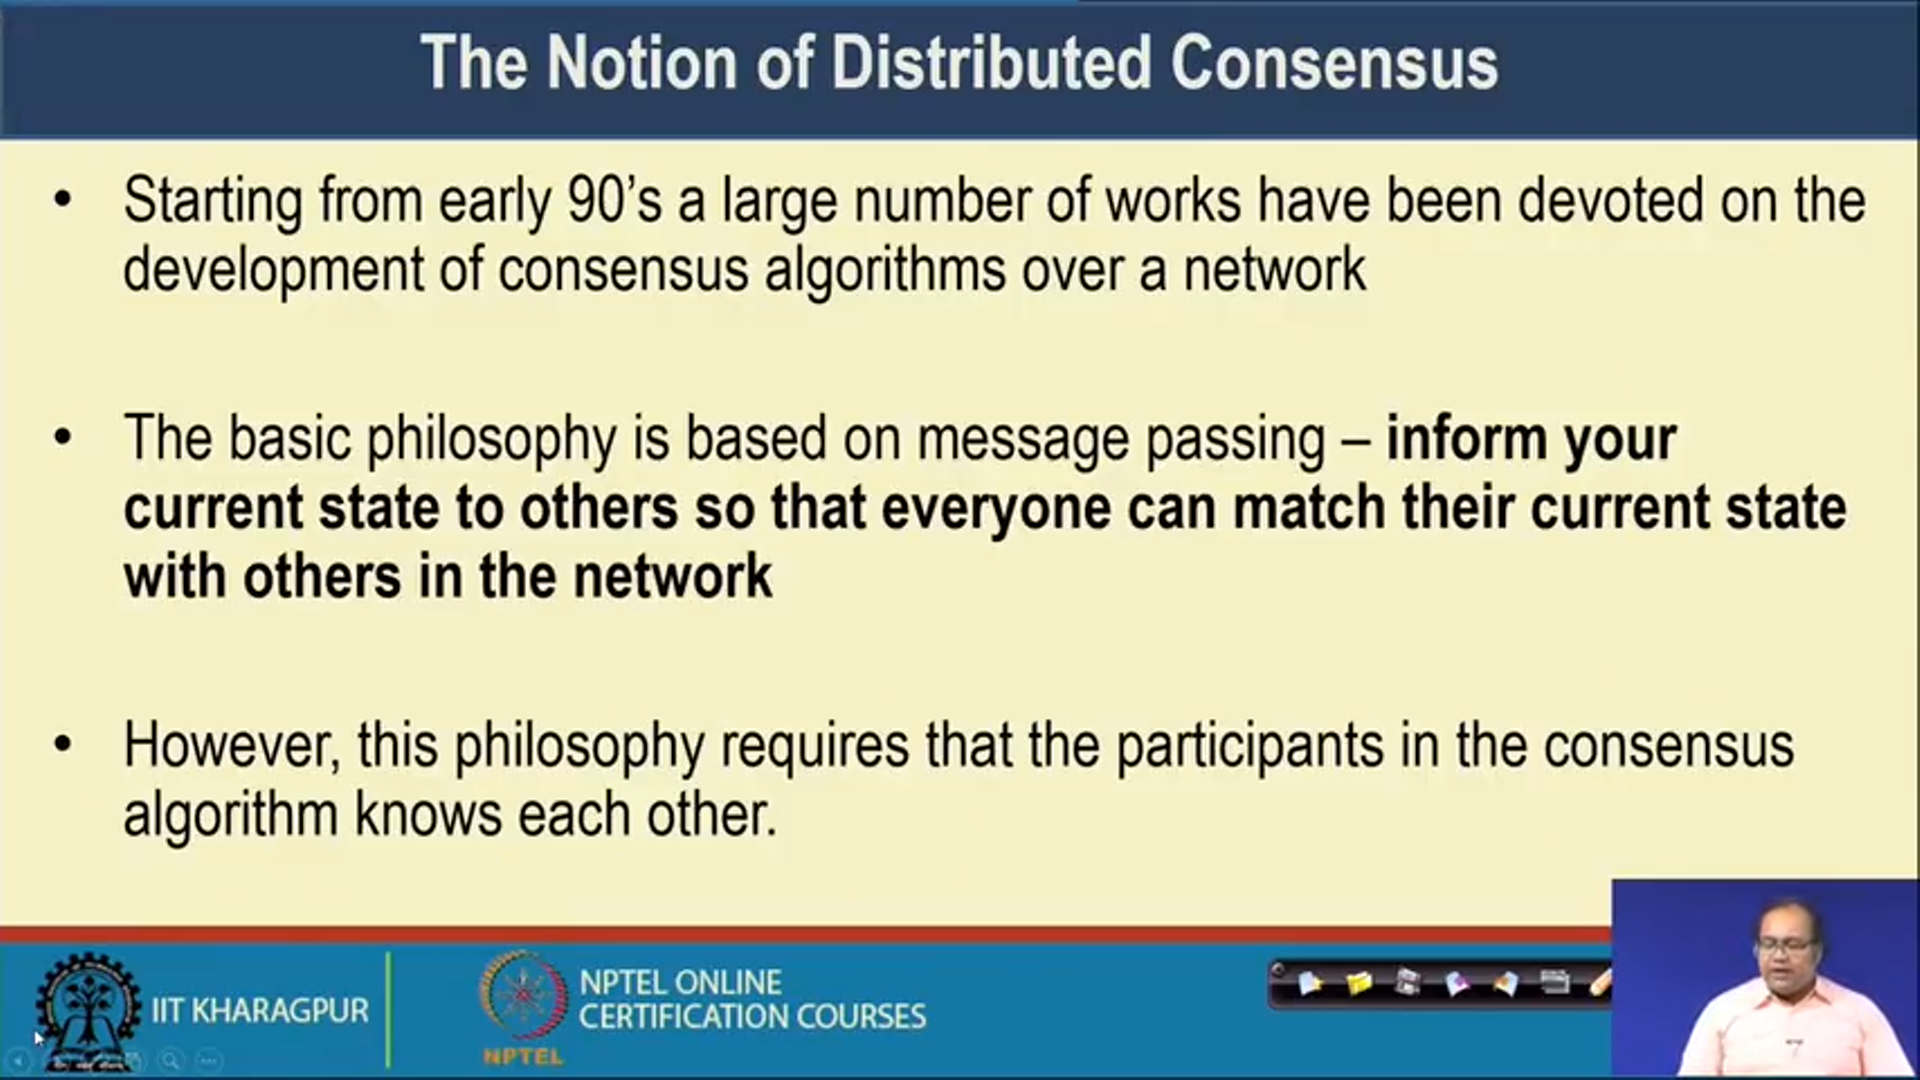 The Notion of Distributed Consensus
• Starting from early 90's a large number of works have been devoted on the
development of consensus algorithms over a network
• The basic philosophy is based on message passing – inform your
current state to others so that everyone can match their current state
with others in the network
• However, this philosophy requires that the participants in the consensus
algorithm knows each other.
IIT KHARAGPUR
NPTEL ONLINE
CERTIFICATION COURSES
NPTEL